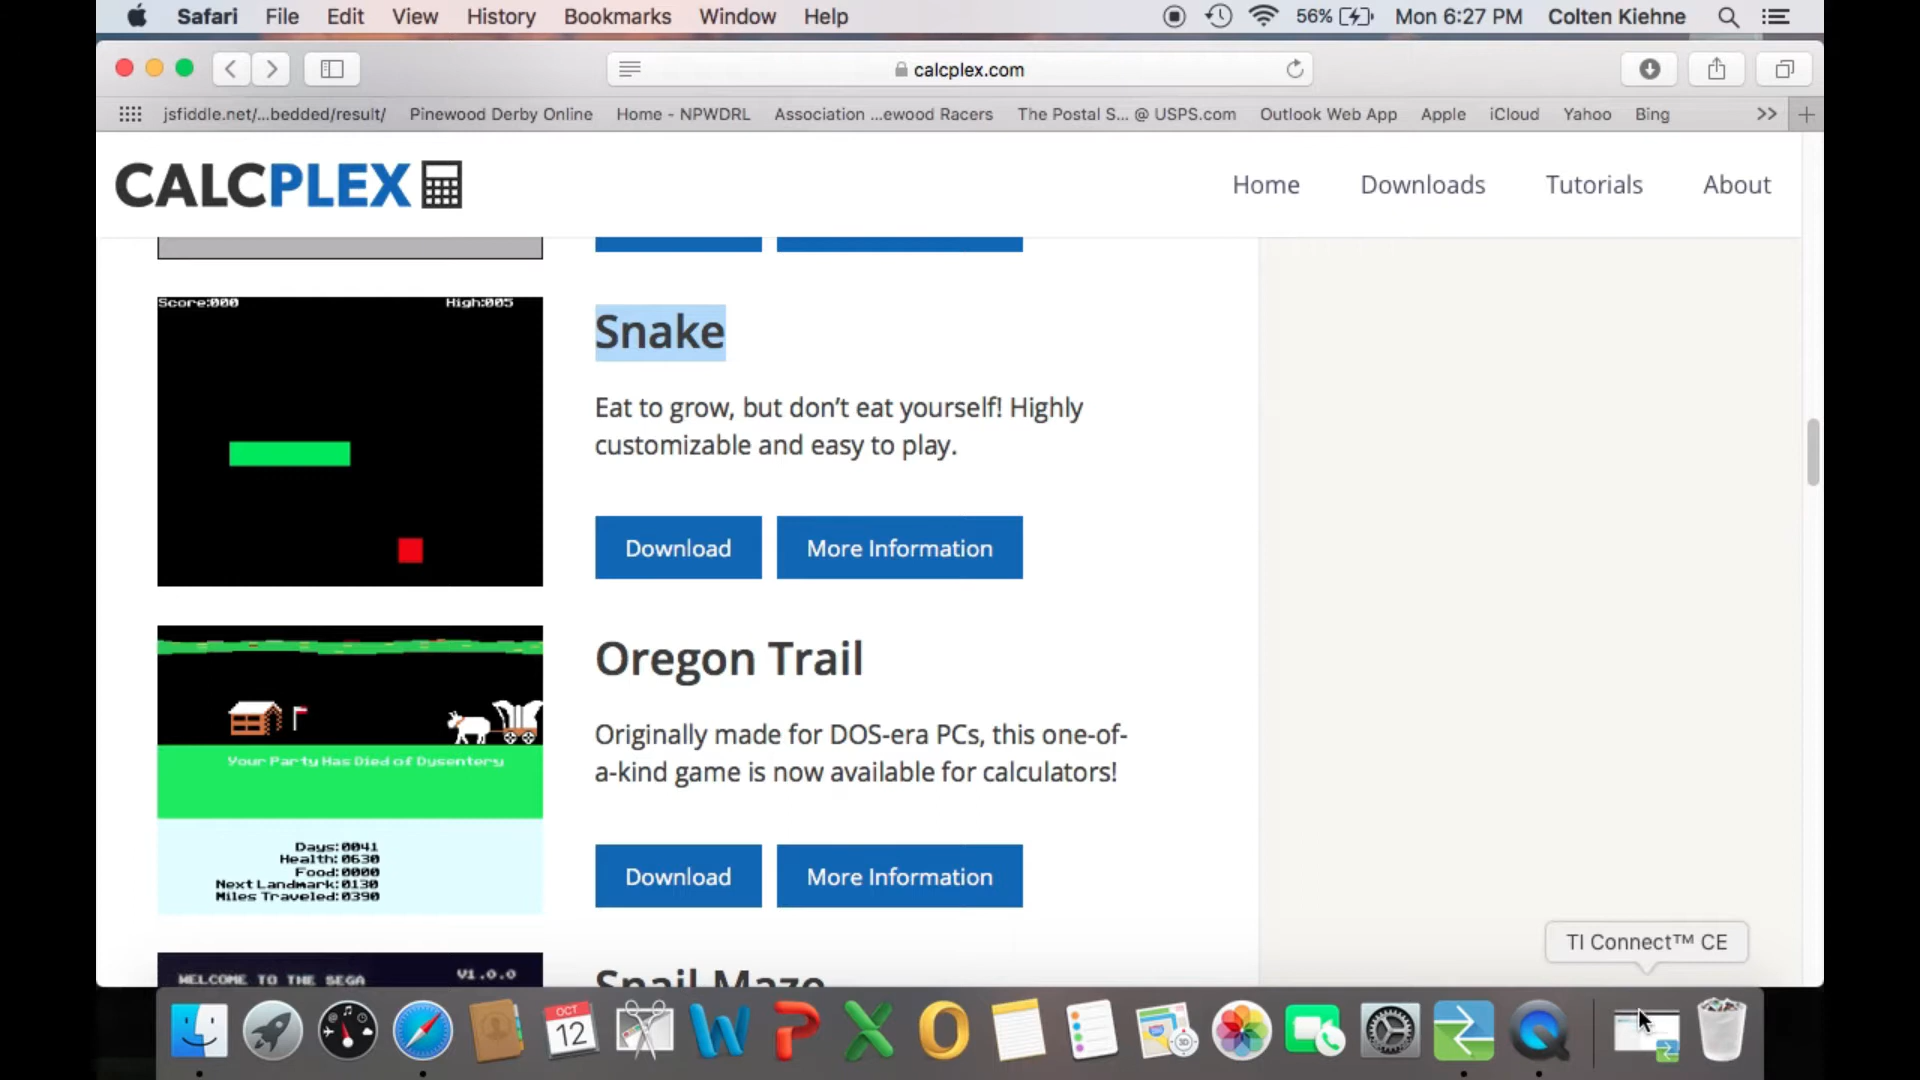 Safari File Edit View History Bookmarks Window Help 56% Mon 6:27 PM Colten Kiehne
calcplex.com
jsfiddle.net/...bedded/result/ Pinewood Derby Online Home - NPWDRL Association ...ewood Racers The Postal S... @ USPS.com Outlook Web App Apple iCloud Yahoo Bing >>
CALCPLEX Home Downloads Tutorials About
Score:000 High:005
Snake
Eat to grow, but don't eat yourself! Highly
customizable and easy to play.
Download More Information
Oregon Trail
Originally made for DOS-era PCs, this one-of-
a-kind game is now available for calculators!
Your Party Has Died of Dysentery
Days:0041
Health:0630
Food:0000
Next Landmark:0130
Miles Traveled:0390
Download More Information
TI Connect™ CE
WELCOME TO THE SEGA V1.0.0
Snail Maze
OCT
12